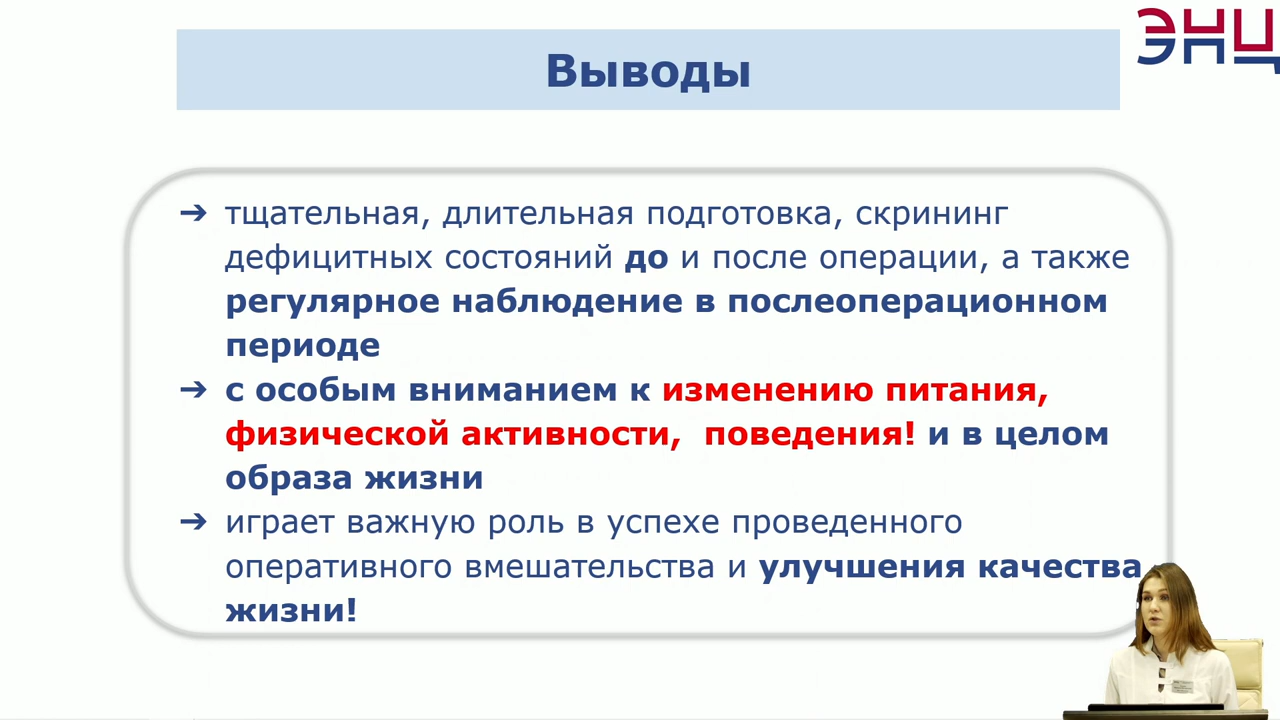 ЭНЦ
Выводы
➔ тщательная, длительная подготовка, скрининг
дефицитных состояний до и после операции, а также
регулярное наблюдение в послеоперационном
периоде
➔ с особым вниманием к изменению питания,
физической активности, поведения! и в целом
образа жизни
➔ играет важную роль в успехе проведенного
оперативного вмешательства и улучшения качества
жизни!